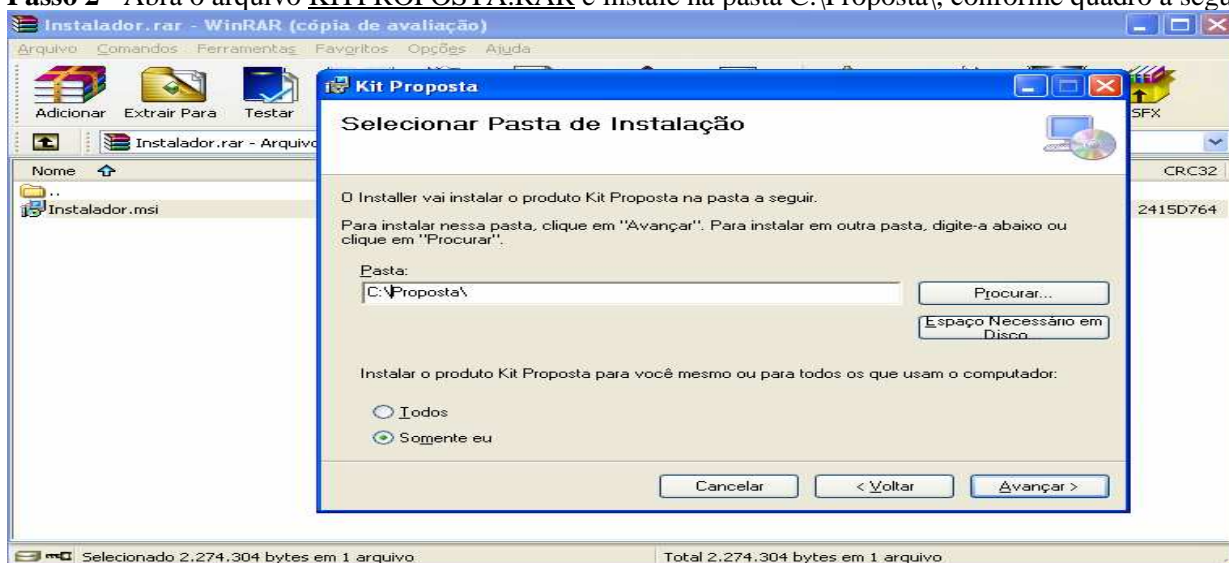 Passo 2 - Abra o arquivo KITPROPOSTA.RAR e instale na pasta C:\Proposta\, conforme quadro a segu
Instalador.rar - WinRAR (cópia de avaliação)
Arquivo Comandos Ferramentas Favoritos Opções Ajuda
Adicionar Extrair Para Testar SFX
Instalador.rar - Arquivo
Nome CRC32
..
Instalador.msi 2415D764
Kit Proposta
Selecionar Pasta de Instalação
O Installer vai instalar o produto Kit Proposta na pasta a seguir.
Para instalar nessa pasta, clique em "Avançar". Para instalar em outra pasta, digite-a abaixo ou
clique em "Procurar".
Pasta:
C:\Proposta\ Procurar...
Espaço Necessário em
Disco...
Instalar o produto Kit Proposta para você mesmo ou para todos os que usam o computador:
Todos
Somente eu
Cancelar < Voltar Avançar >
Selecionado 2.274.304 bytes em 1 arquivo Total 2.274.304 bytes em 1 arquivo